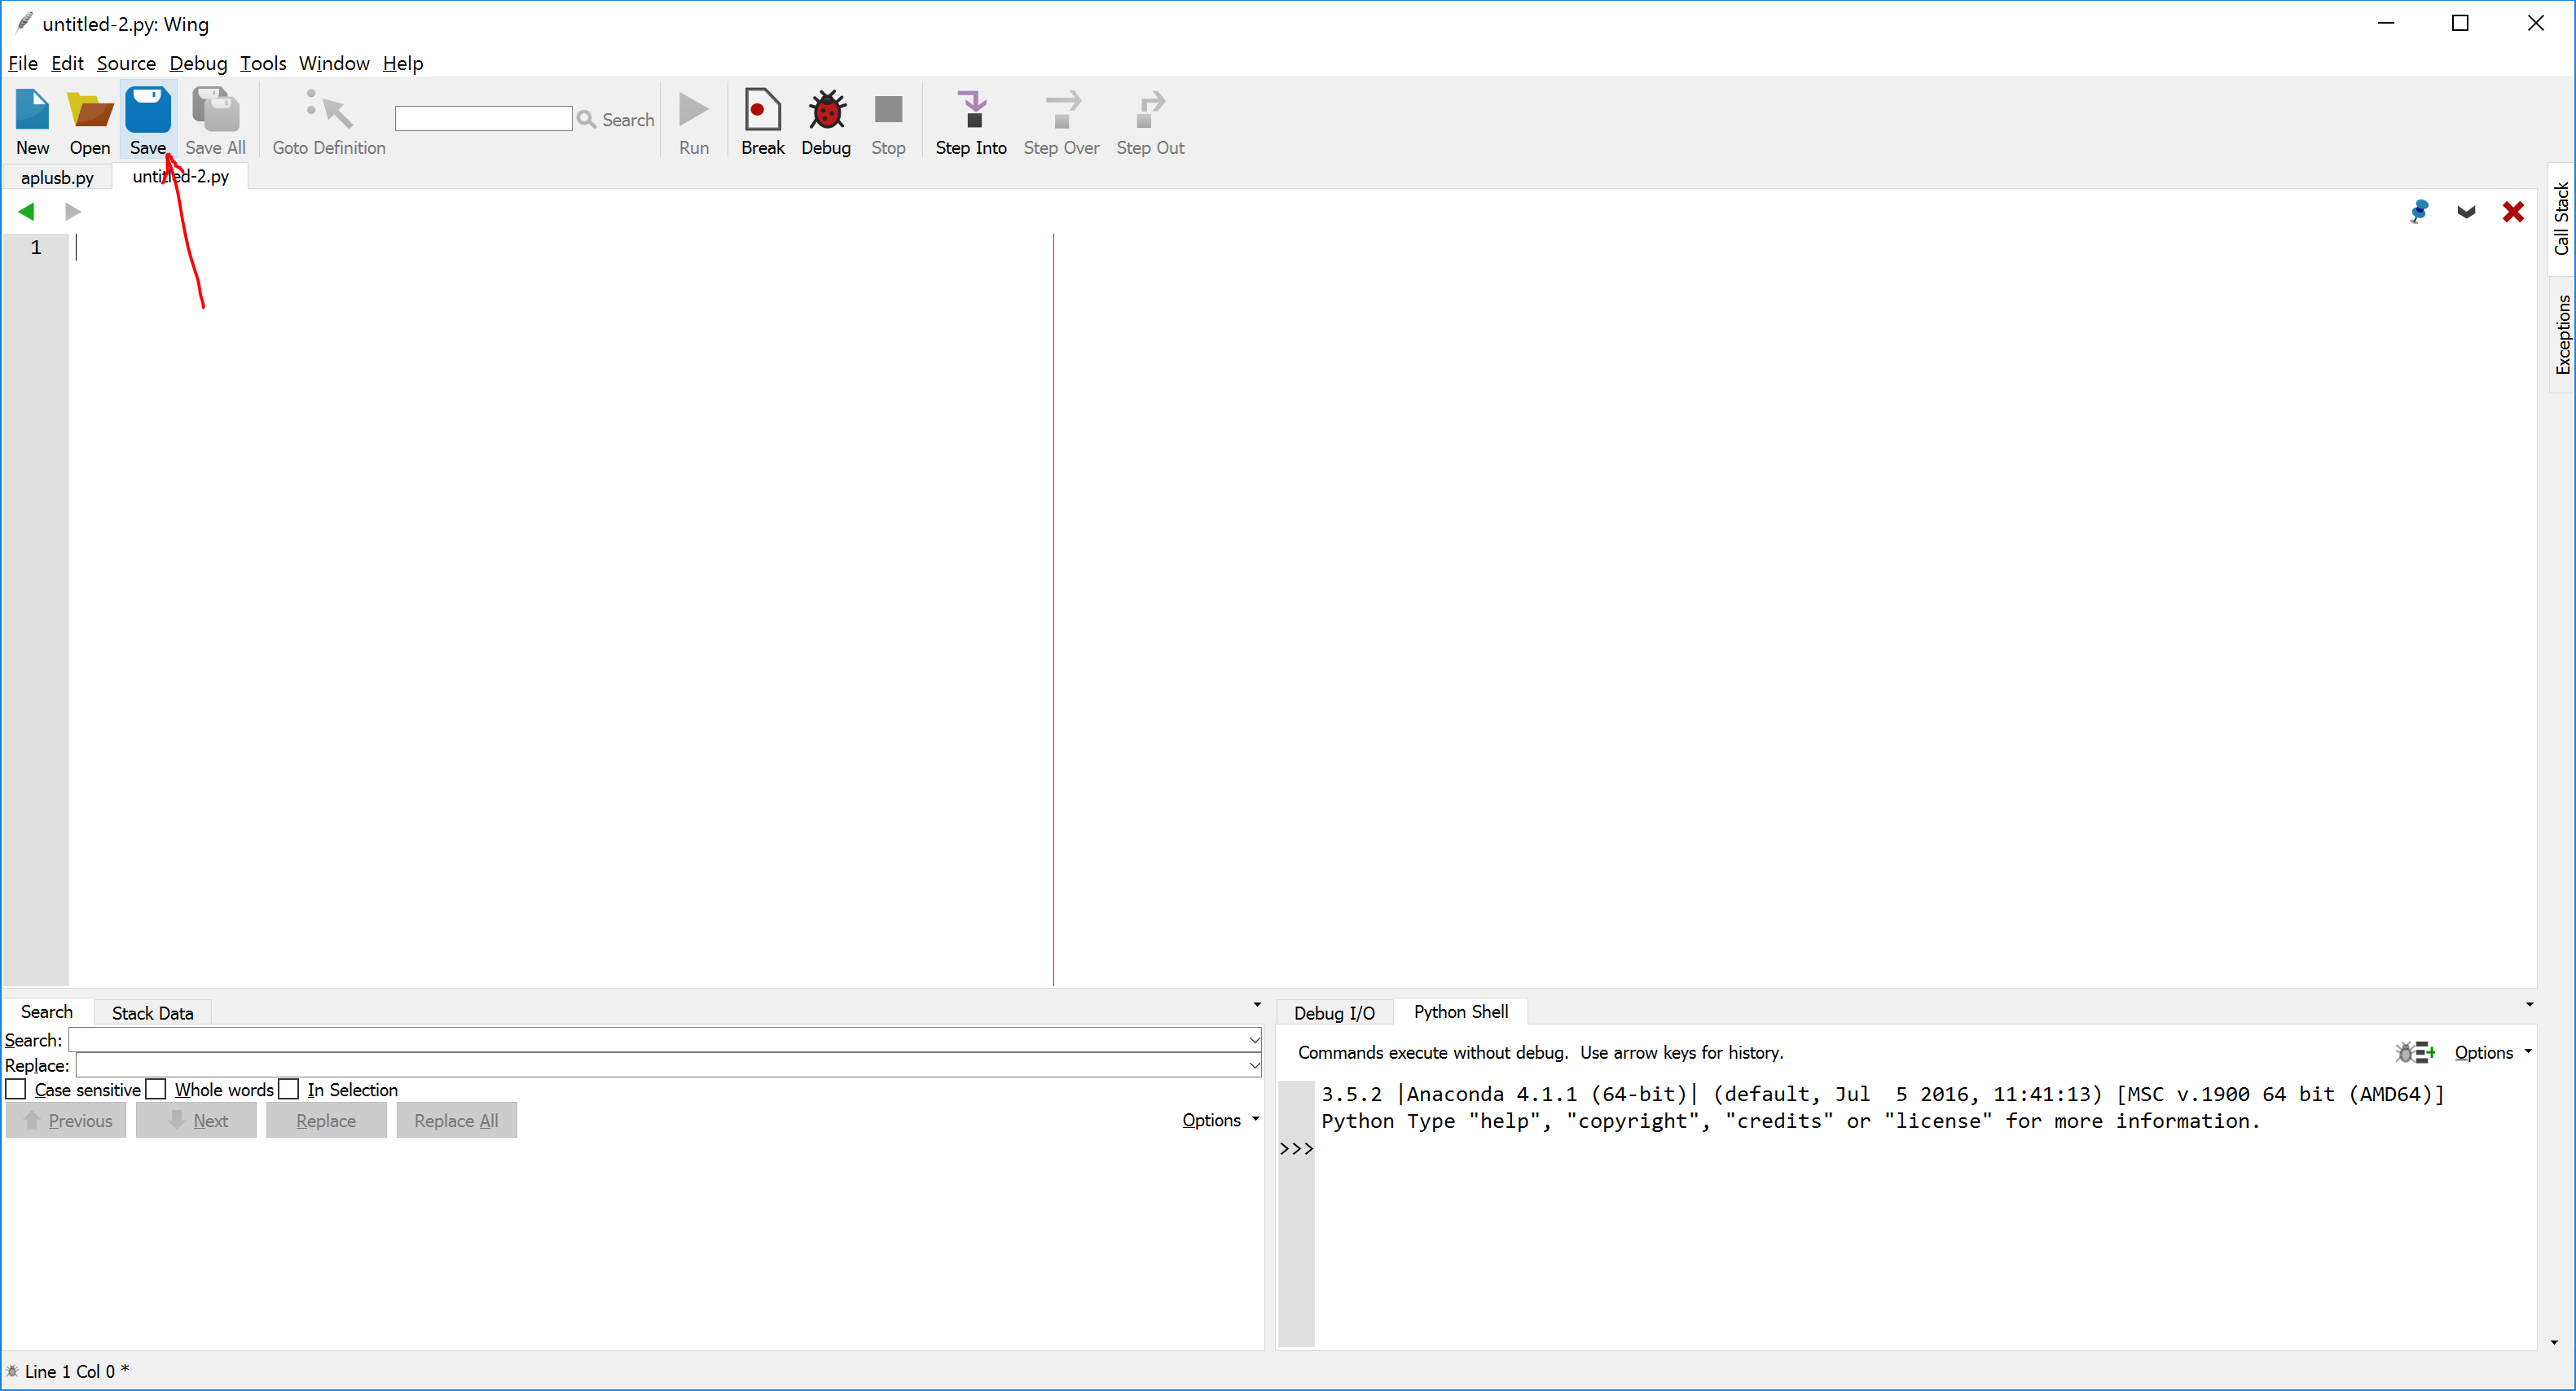 untitled-2.py: Wing
File Edit Source Debug Tools Window Help
New Open Save Save All Goto Definition Search Run Break Debug Stop Step Into Step Over Step Out
aplusb.py untitled-2.py
1
Call Stack
Exceptions
Search Stack Data
Search:
Replace:
Case sensitive Whole words In Selection
Previous Next Replace Replace All Options
Debug I/O Python Shell
Commands execute without debug. Use arrow keys for history.
Options
3.5.2 |Anaconda 4.1.1 (64-bit)| (default, Jul  5 2016, 11:41:13) [MSC v.1900 64 bit (AMD64)]
Python Type "help", "copyright", "credits" or "license" for more information.
>>>
Line 1 Col 0 *